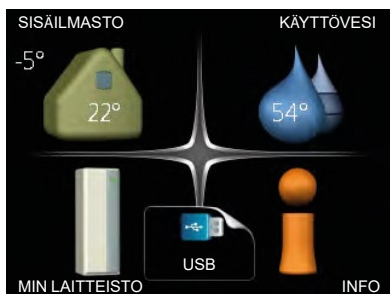 SISÄILMASTO
KÄYTTÖVESI
-5°
22°
54°
USB
MIN LAITTEISTO
INFO